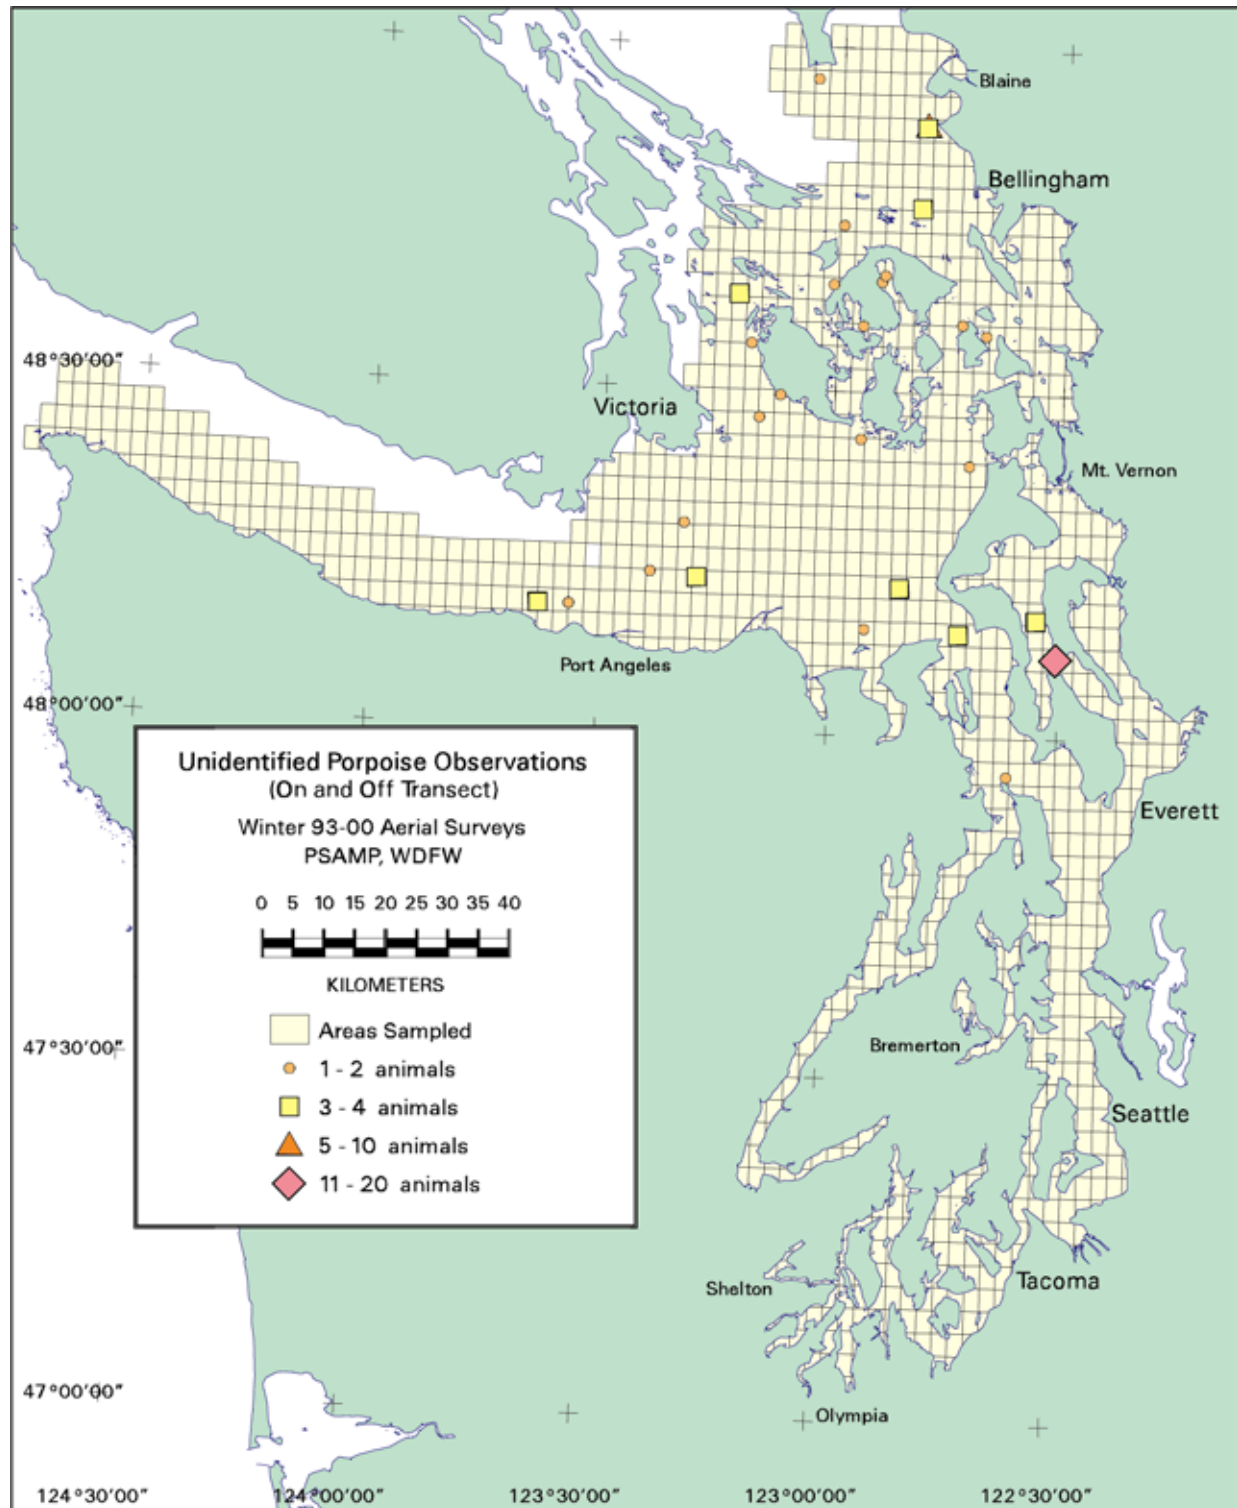 Blaine
Bellingham
48°30'00"
Victoria
Mt. Vernon
Port Angeles
48°00'00"
Unidentified Porpoise Observations
(On and Off Transect)
Winter 93-00 Aerial Surveys
PSAMP, WDFW
0 5 10 15 20 25 30 35 40
KILOMETERS
Areas Sampled
1 - 2 animals
3 - 4 animals
5 - 10 animals
11 - 20 animals
Everett
47°30'00"
Bremerton
Seattle
Shelton
Tacoma
47°00'00"
Olympia
124°30'00" 124°00'00" 123°30'00" 123°00'00" 122°30'00"